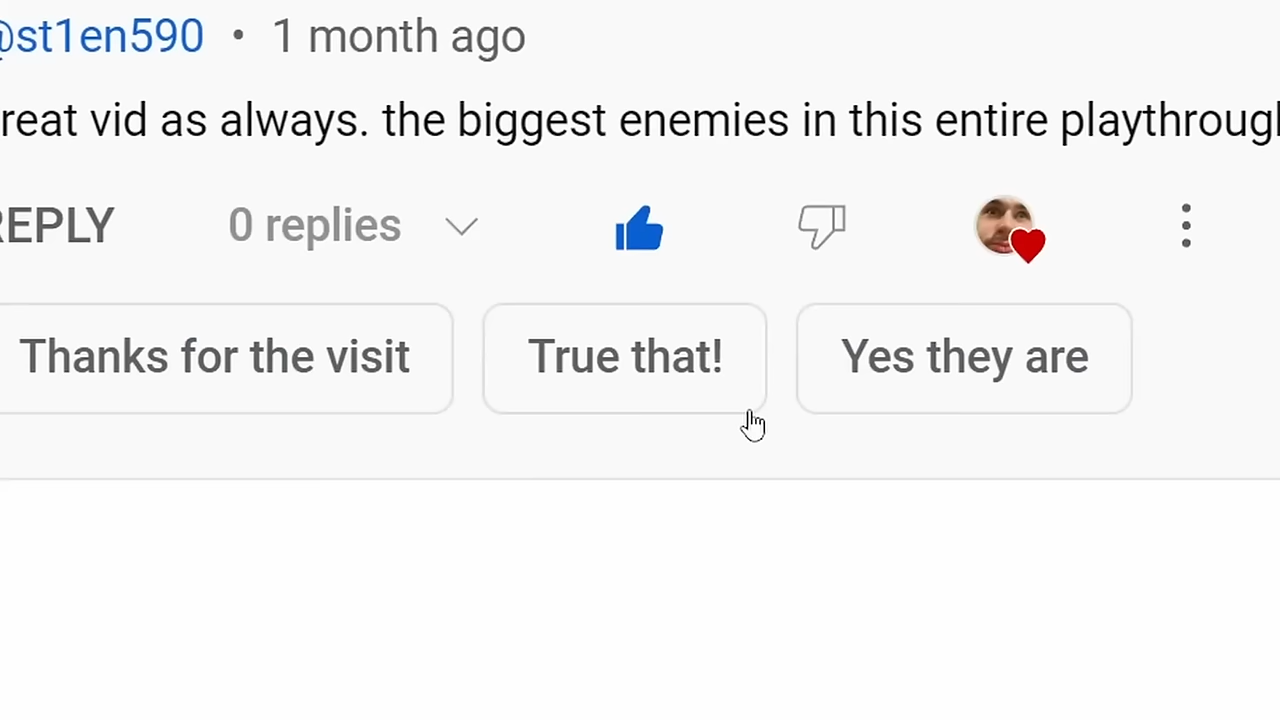 @st1en590 • 1 month ago
reat vid as always. the biggest enemies in this entire playthrough
REPLY 0 replies
Thanks for the visit True that! Yes they are